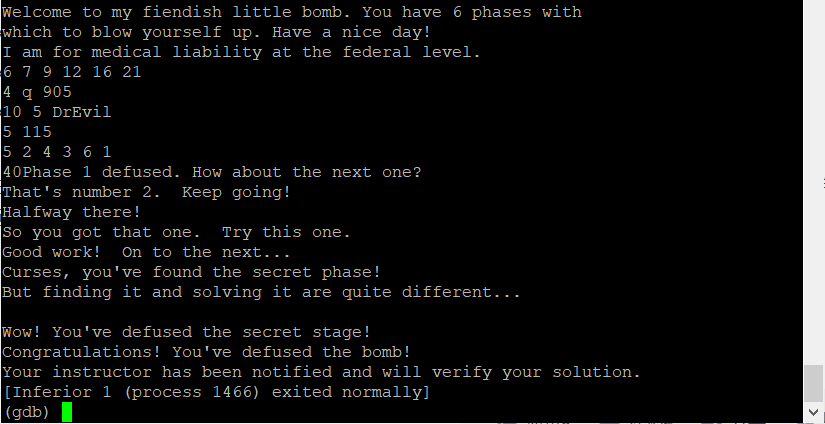 Welcome to my fiendish little bomb. You have 6 phases with
which to blow yourself up. Have a nice day!
I am for medical liability at the federal level.
6 7 9 12 16 21
4 q 905
10 5 DrEvil
5 115
5 2 4 3 6 1
40Phase 1 defused. How about the next one?
That's number 2.  Keep going!
Halfway there!
So you got that one.  Try this one.
Good work!  On to the next...
Curses, you've found the secret phase!
But finding it and solving it are quite different...
Wow! You've defused the secret stage!
Congratulations! You've defused the bomb!
Your instructor has been notified and will verify your solution.
[Inferior 1 (process 1466) exited normally]
(gdb)